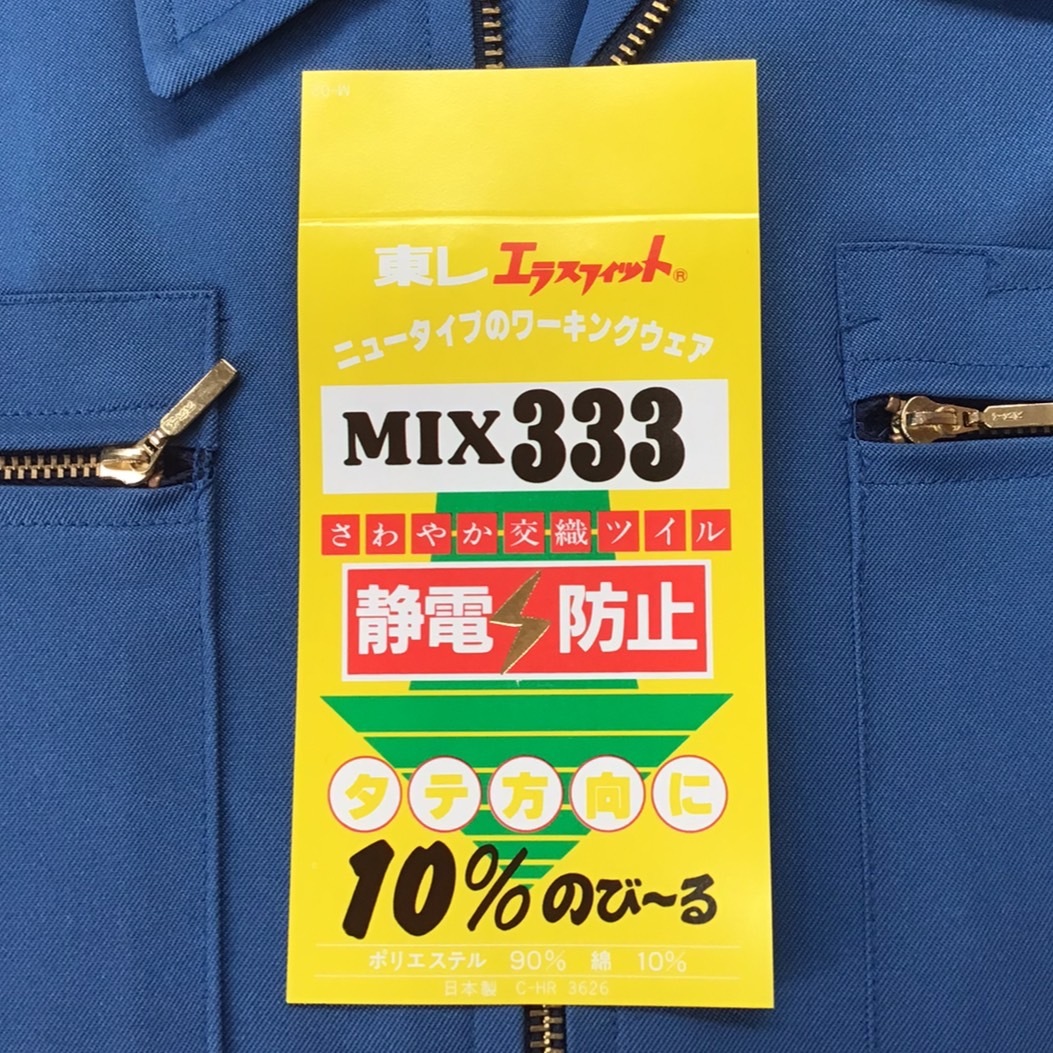 東レ エラスフィット®
ニュータイプのワーキングウェア
MIX333
さわやか交織ツイル
静電防止
タテ方向に
10%のび〜る
ポリエステル 90% 綿 10%
日本製 C-HR 3626